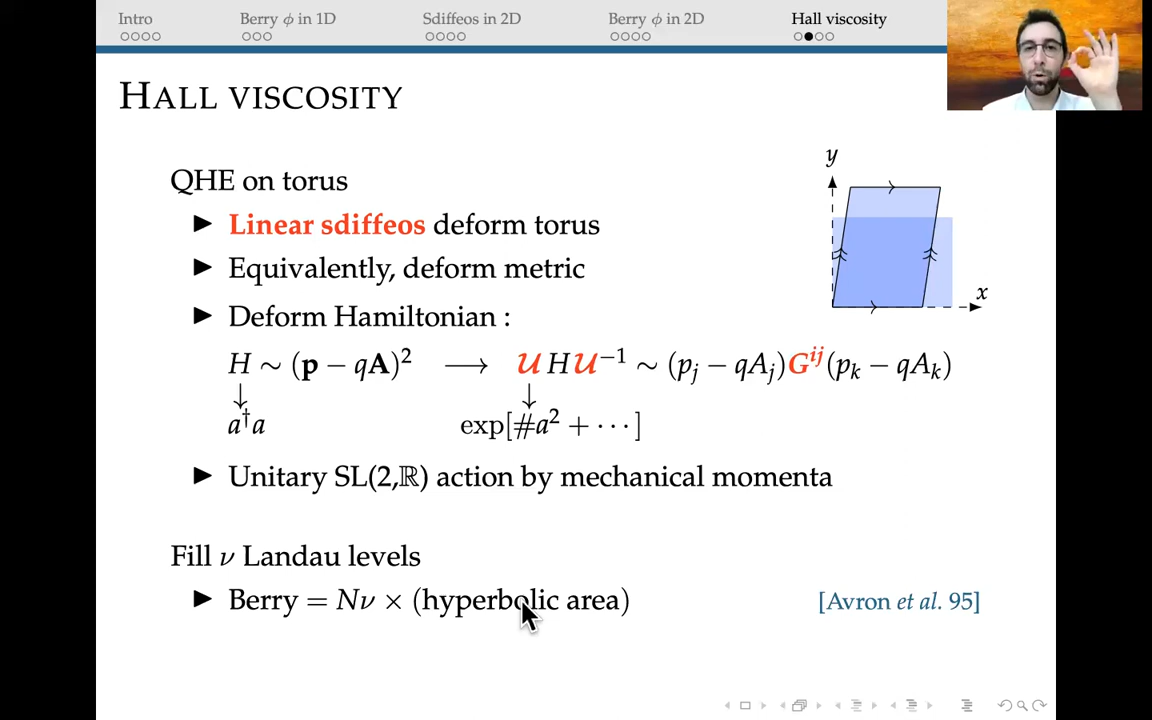 Intro Berry ϕ in 1D Sdiffeos in 2D Berry ϕ in 2D Hall viscosity
HALL VISCOSITY
y
QHE on torus
► Linear sdiffeos deform torus
► Equivalently, deform metric
x
► Deform Hamiltonian :
H ∼ (p − qA)² ⟶ 𝒰H𝒰⁻¹ ∼ (pⱼ − qAⱼ)Gⁱʲ(pₖ − qAₖ)
↓ ↓
a†a exp[#a² + ⋯]
► Unitary SL(2,ℝ) action by mechanical momenta
Fill ν Landau levels
► Berry = Nν × (hyperbolic area) [Avron et al. 95]